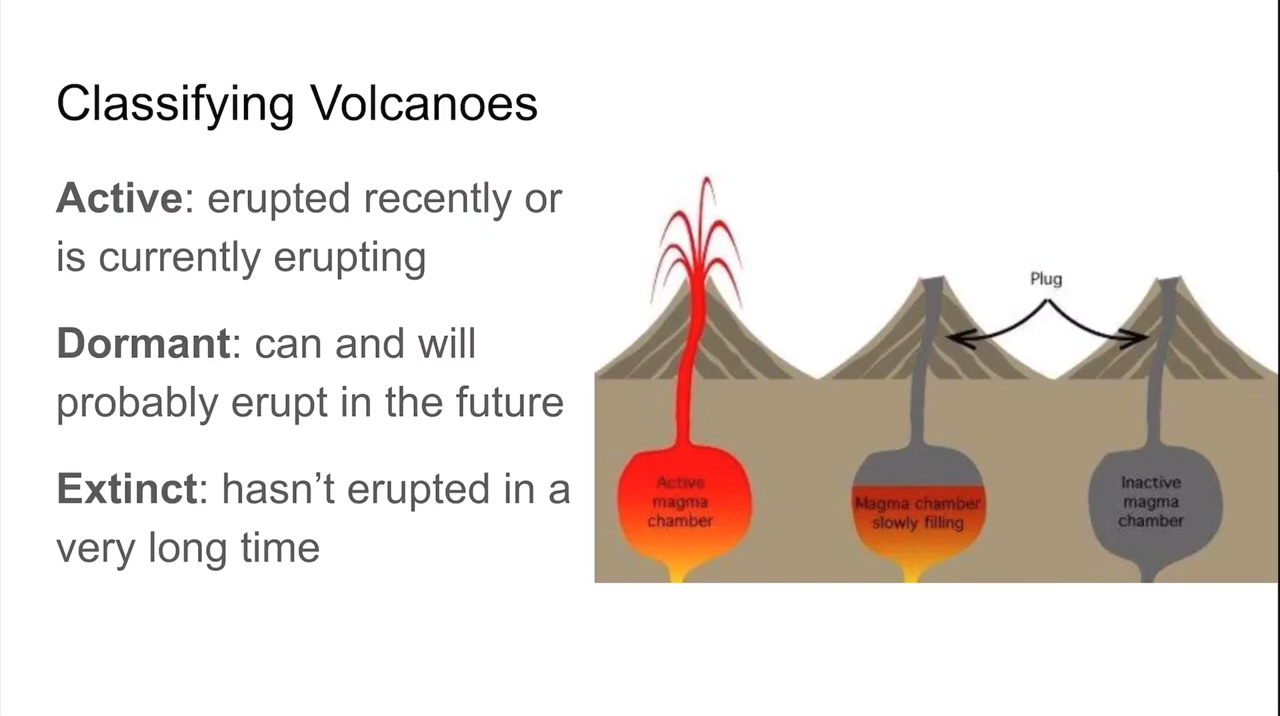 Classifying Volcanoes
Active: erupted recently or
is currently erupting
Dormant: can and will
probably erupt in the future
Extinct: hasn’t erupted in a
very long time
Plug
Active
magma
chamber
Magma chamber
slowly filling
Inactive
magma
chamber